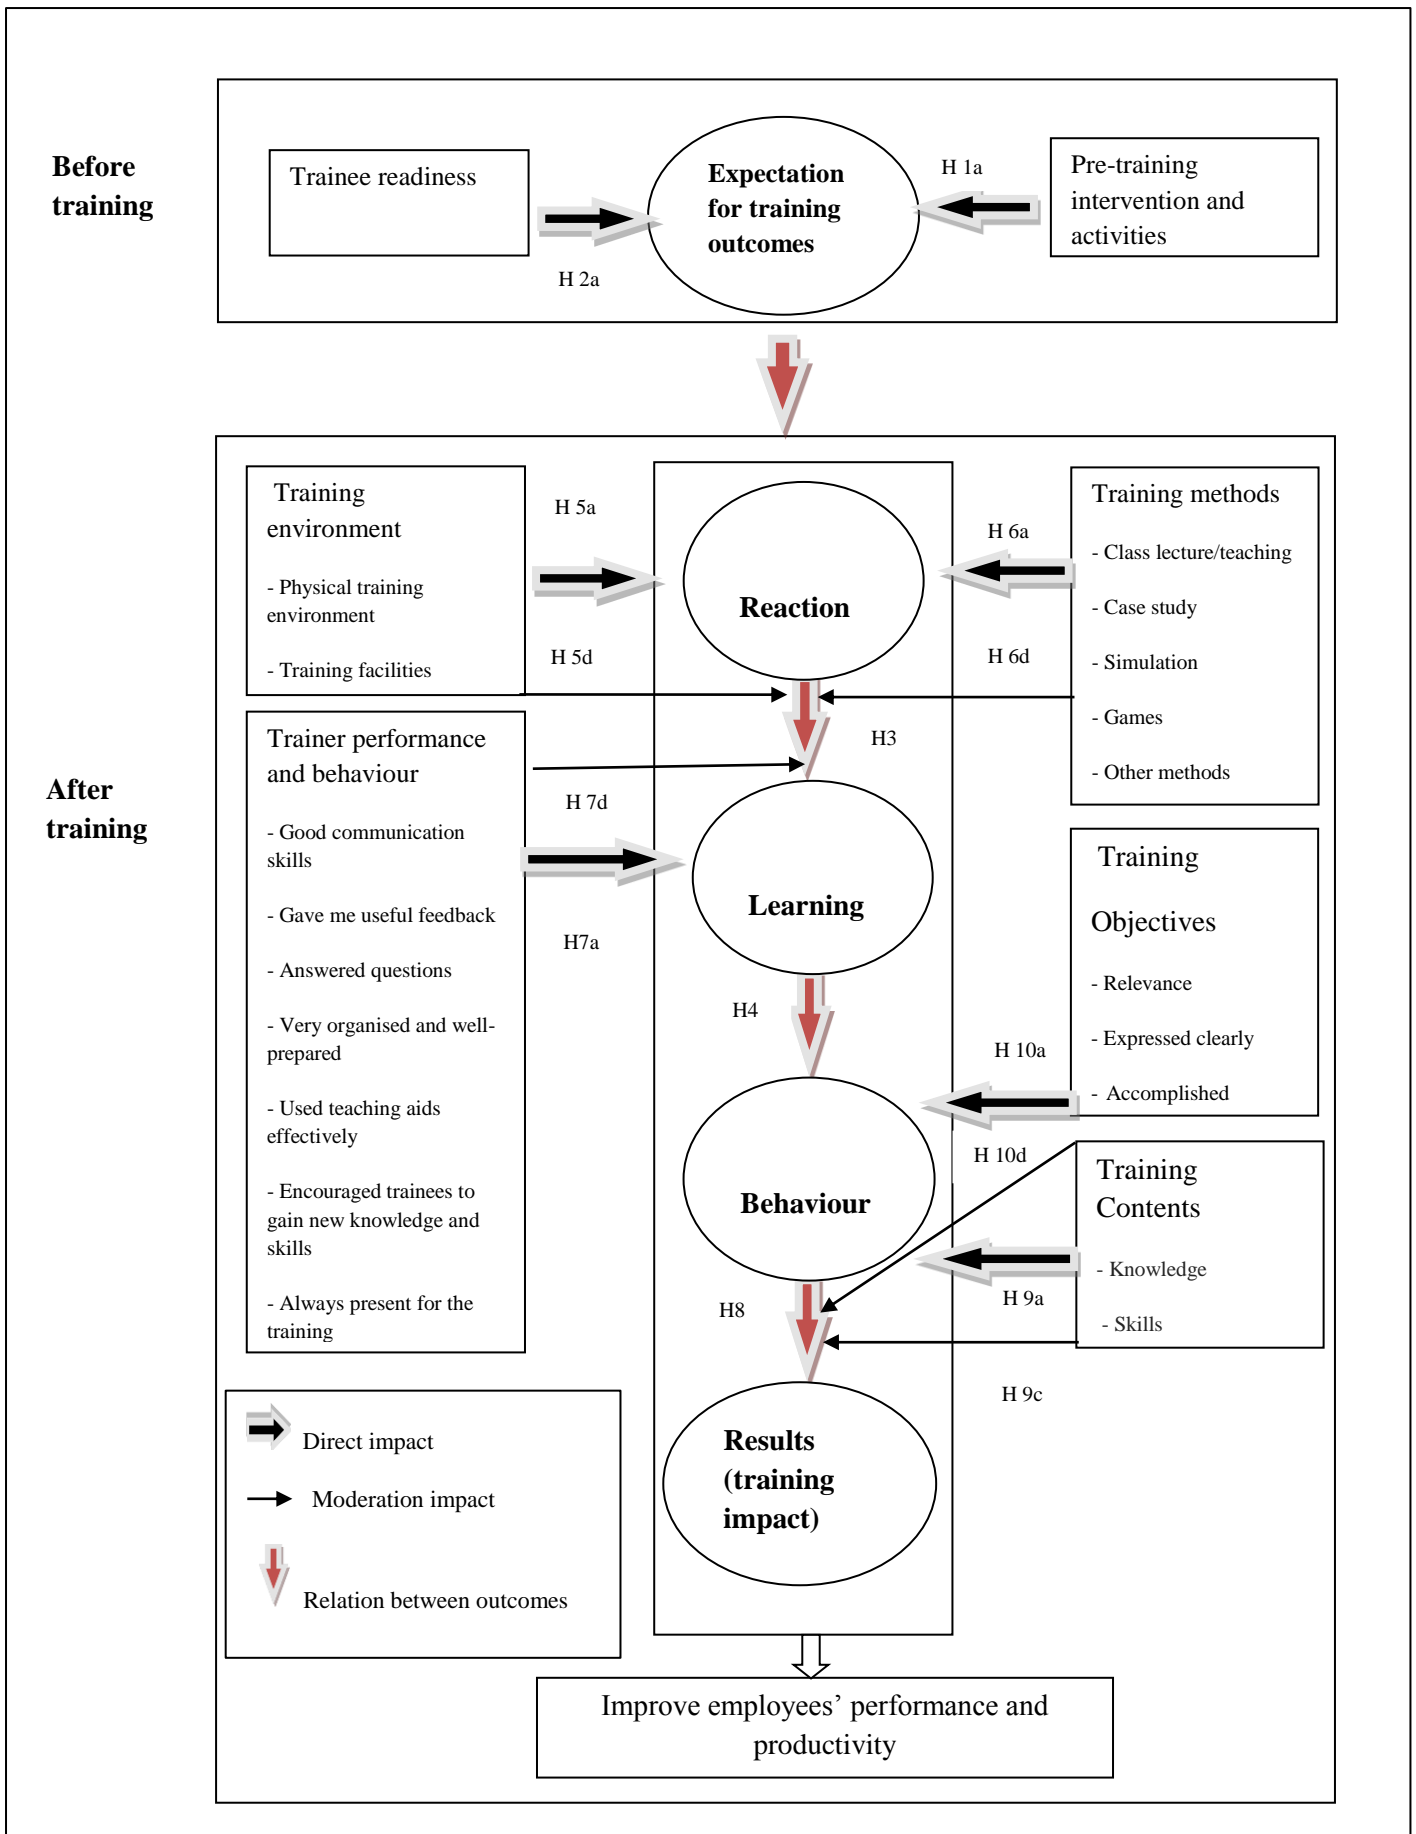 Before
training
Trainee readiness
H 2a
Expectation
for training
outcomes
H 1a
Pre-training
intervention and
activities
After
training
Training
environment
- Physical training
environment
- Training facilities
H 5a
H 5d
Reaction
H 6a
H 6d
Training methods
- Class lecture/teaching
- Case study
- Simulation
- Games
- Other methods
H3
Trainer performance
and behaviour
- Good communication
skills
- Gave me useful feedback
- Answered questions
- Very organised and well-
prepared
- Used teaching aids
effectively
- Encouraged trainees to
gain new knowledge and
skills
- Always present for the
training
H 7d
H7a
Learning
H4
Training
Objectives
- Relevance
- Expressed clearly
- Accomplished
H 10a
H 10d
Behaviour
Training
Contents
- Knowledge
- Skills
H 9a
H8
H 9c
Results
(training
impact)
Direct impact
Moderation impact
Relation between outcomes
Improve employees’ performance and
productivity